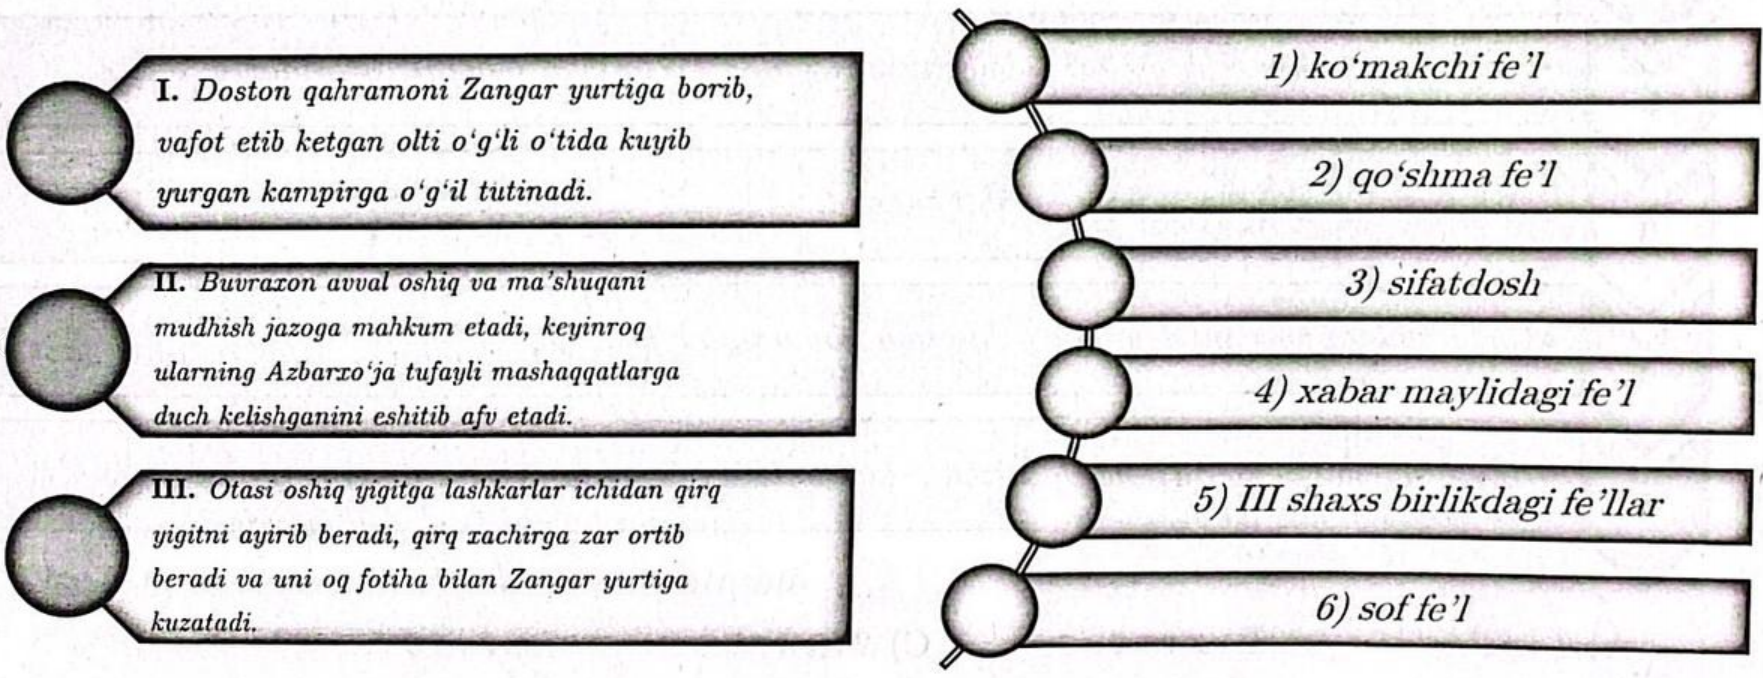 I. Doston qahramoni Zangar yurtiga borib,
vafot etib ketgan olti o‘g‘li o‘tida kuyib
yurgan kampirga o‘g‘il tutinadi.
II. Buvraxon avval oshiq va ma’shuqani
mudhish jazoga mahkum etadi, keyinroq
ularning Azbarxo‘ja tufayli mashaqqatlarga
duch kelishganini eshitib afv etadi.
III. Otasi oshiq yigitga lashkarlar ichidan qirq
yigitni ayirib beradi, qirq xachirga zar ortib
beradi va uni oq fotiha bilan Zangar yurtiga
kuzatadi.
1) ko‘makchi fe’l
2) qo‘shma fe’l
3) sifatdosh
4) xabar maylidagi fe’l
5) III shaxs birlikdagi fe’llar
6) sof fe’l